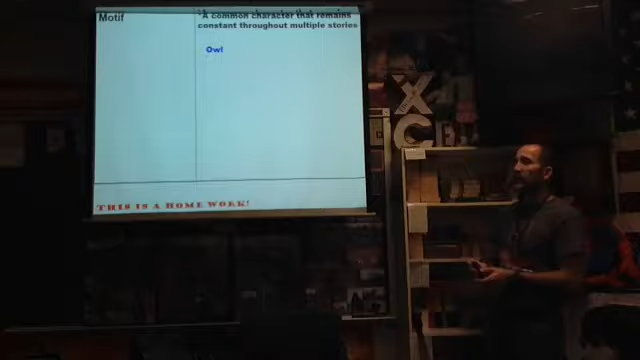 Motif
*A common character that remains
constant throughout multiple stories
Owl
THIS IS A HOME WORK!
X
C